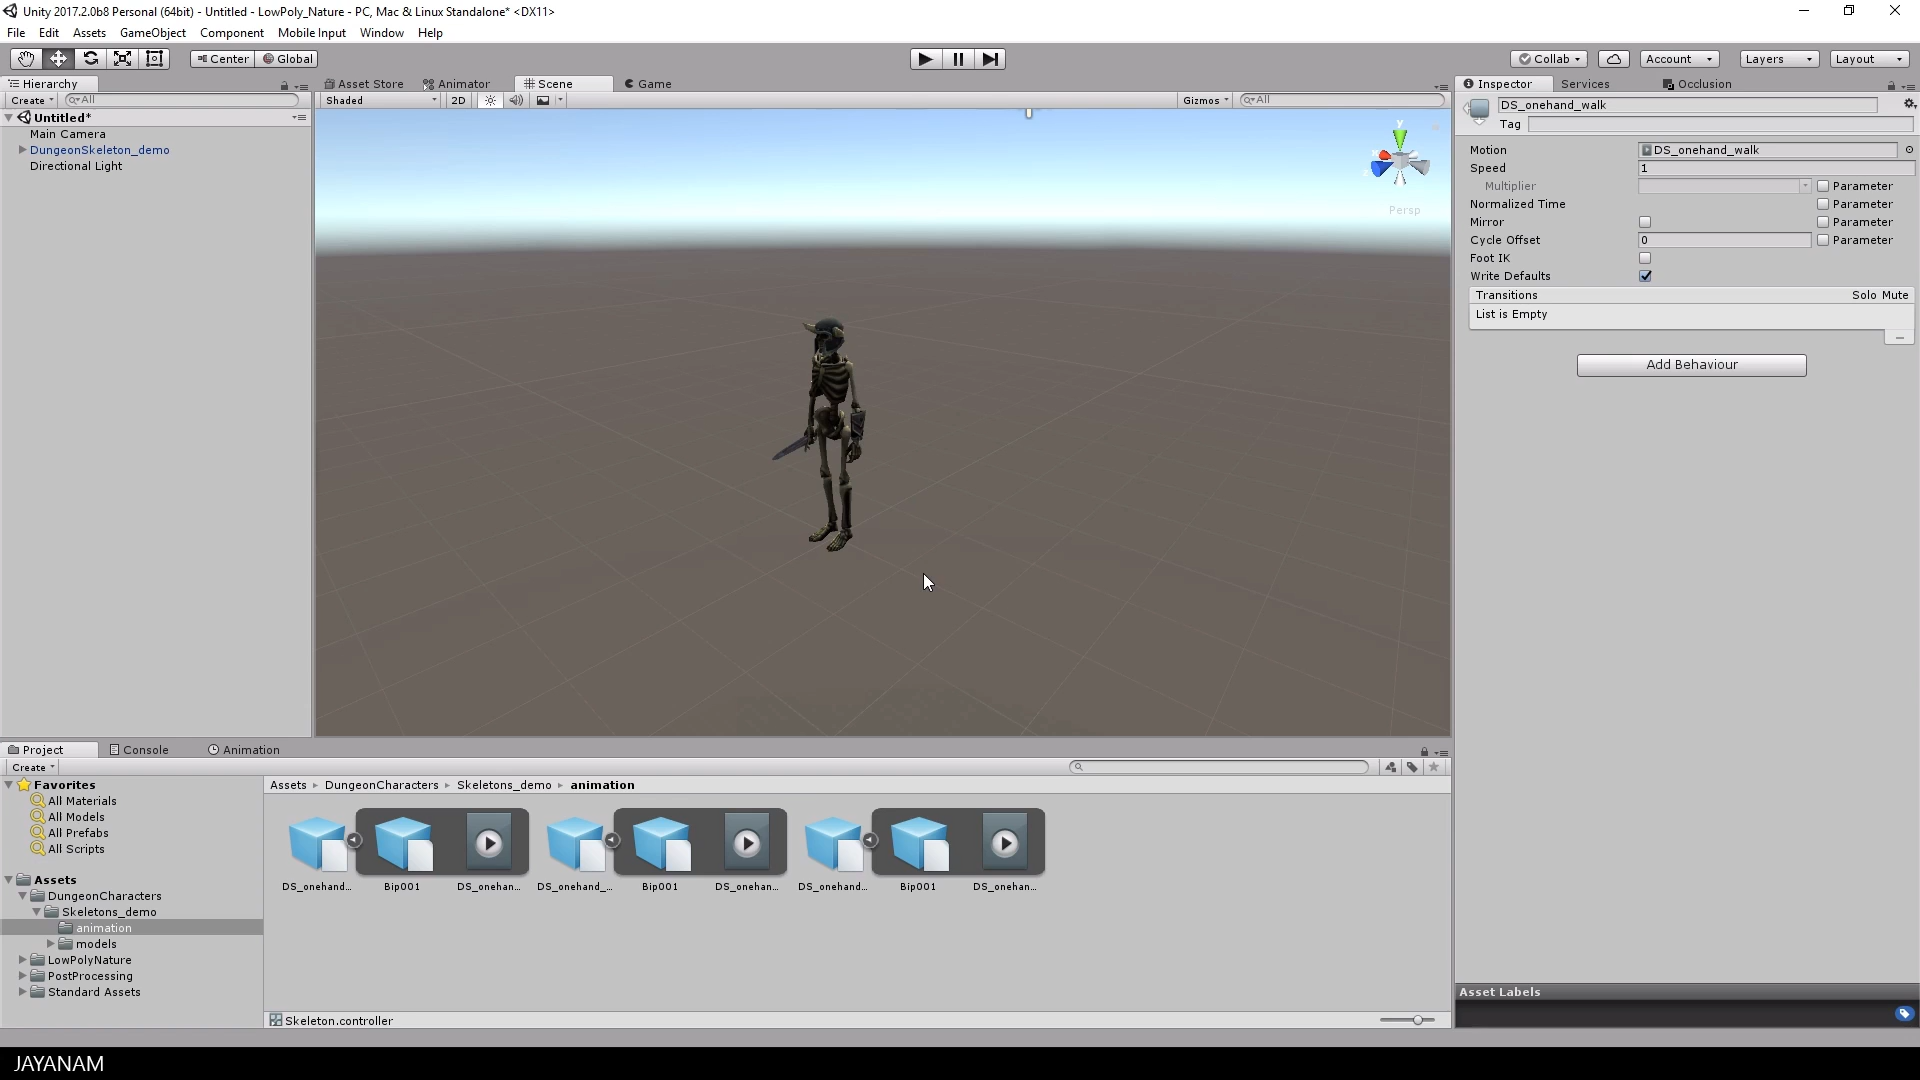 Unity 2017.2.0b8 Personal (64bit) - Untitled - LowPoly_Nature - PC, Mac & Linux Standalone* <DX11>
File Edit Assets GameObject Component Mobile Input Window Help
Center Global Collab Account Layers Layout
Hierarchy Asset Store Animator Scene Game Inspector Services Occlusion
Create All Shaded 2D Gizmos All
DS_onehand_walk
Tag
Untitled*
Main Camera
DungeonSkeleton_demo
Directional Light
y
Persp
Motion DS_onehand_walk
Speed 1
Multiplier Parameter
Normalized Time Parameter
Mirror Parameter
Cycle Offset 0 Parameter
Foot IK
Write Defaults
Transitions Solo Mute
List is Empty
Add Behaviour
Project Console Animation
Create
Favorites
All Materials
All Models
All Prefabs
All Scripts
Assets
DungeonCharacters
Skeletons_demo
animation
models
LowPolyNature
PostProcessing
Standard Assets
Assets DungeonCharacters Skeletons_demo animation
DS_onehand... Bip001 DS_onehan... DS_onehand_... Bip001 DS_onehan... DS_onehand... Bip001 DS_onehan...
Skeleton.controller
Asset Labels
JAYANAM